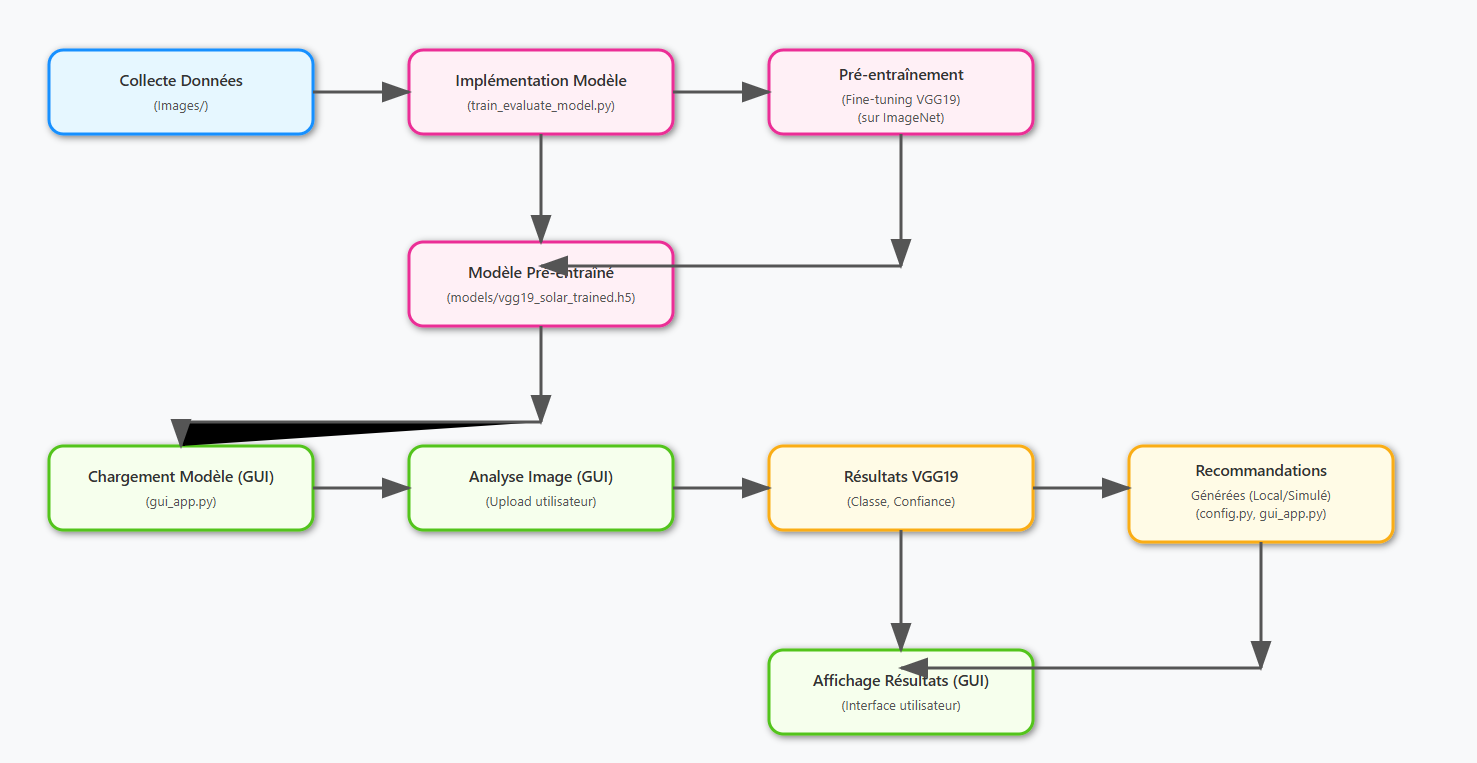 Collecte Données
(Images/)
Implémentation Modèle
(train_evaluate_model.py)
Pré-entraînement
(Fine-tuning VGG19)
(sur ImageNet)
Modèle Pré-entraîné
(models/vgg19_solar_trained.h5)
Chargement Modèle (GUI)
(gui_app.py)
Analyse Image (GUI)
(Upload utilisateur)
Résultats VGG19
(Classe, Confiance)
Recommandations
Générées (Local/Simulé)
(config.py, gui_app.py)
Affichage Résultats (GUI)
(Interface utilisateur)